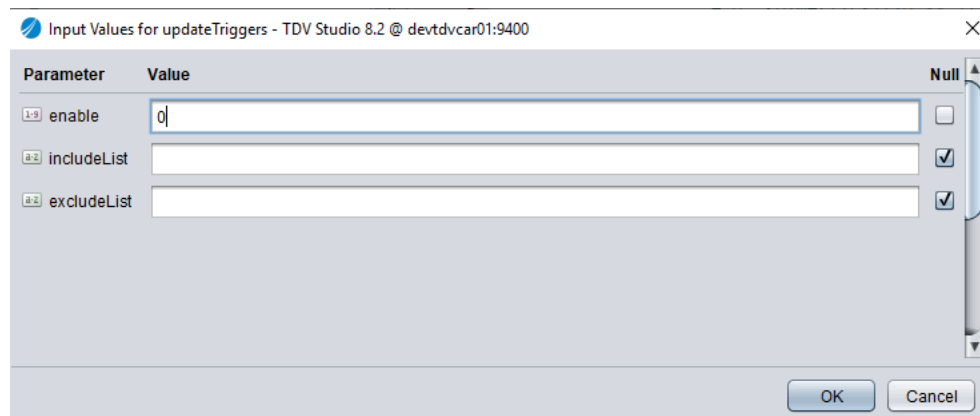 Input Values for updateTriggers - TDV Studio 8.2 @ devtdvcar01:9400
Parameter Value Null
1-9 enable 0
a-z includeList
a-z excludeList
OK Cancel